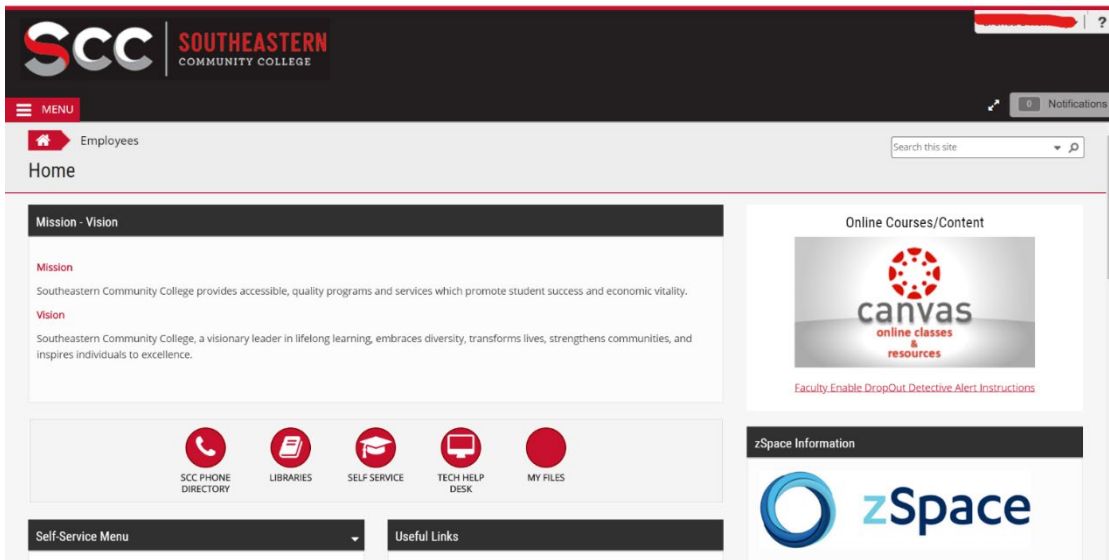 ?
SCC
SOUTHEASTERN
COMMUNITY COLLEGE
MENU
0 Notifications
Employees
Search this site
Home
Mission - Vision
Mission
Southeastern Community College provides accessible, quality programs and services which promote student success and economic vitality.
Vision
Southeastern Community College, a visionary leader in lifelong learning, embraces diversity, transforms lives, strengthens communities, and
inspires individuals to excellence.
SCC PHONE
DIRECTORY
LIBRARIES
SELF SERVICE
TECH HELP
DESK
MY FILES
Self-Service Menu
Useful Links
Online Courses/Content
canvas
online classes
&
resources
Faculty Enable DropOut Detective Alert Instructions
zSpace Information
zSpace